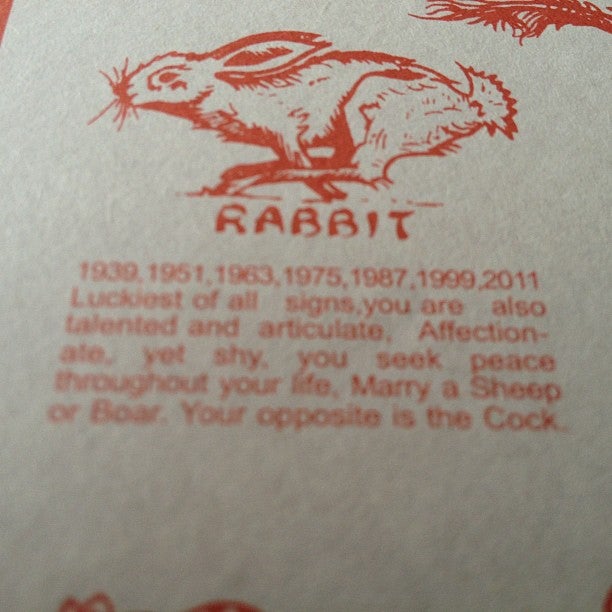 RABBIT
1939,1951,1963,1975,1987,1999,2011
Luckiest of all signs,you are also
talented and articulate, Affection-
ate, yet shy, you seek peace
throughout your life, Marry a Sheep
or Boar. Your opposite is the Cock.